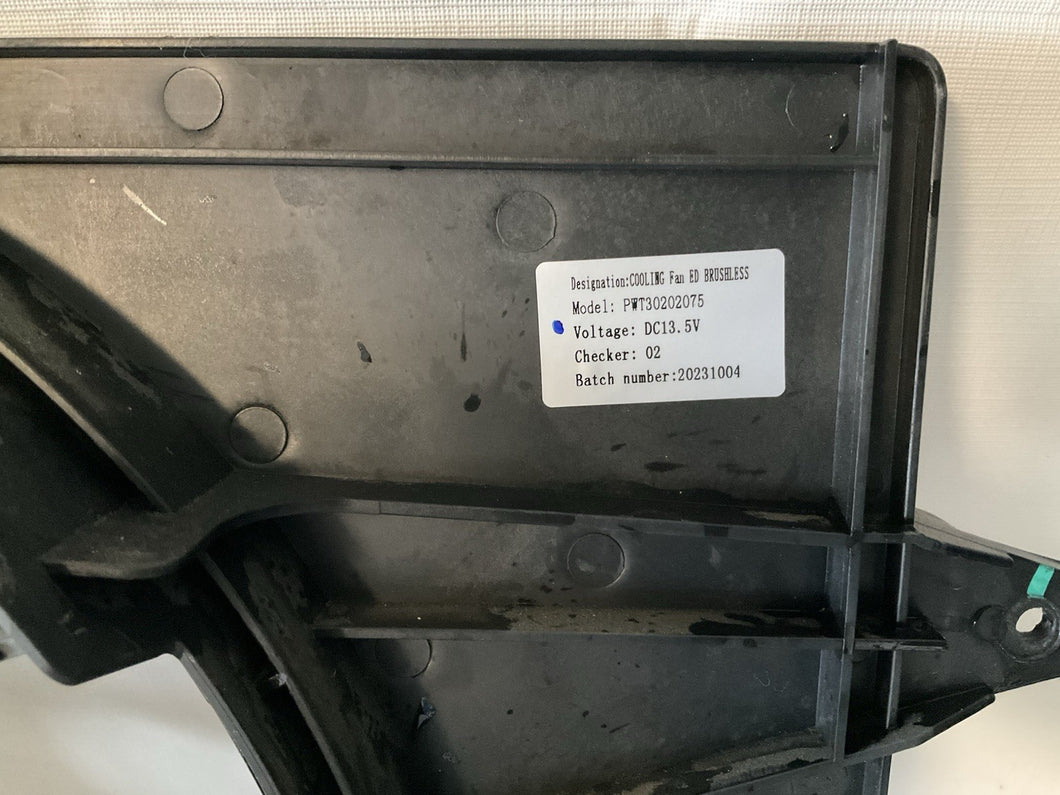 Designation:COOLING Fan ED BRUSHLESS
Model: PWT30202075
Voltage: DC13.5V
Checker: 02
Batch number:20231004